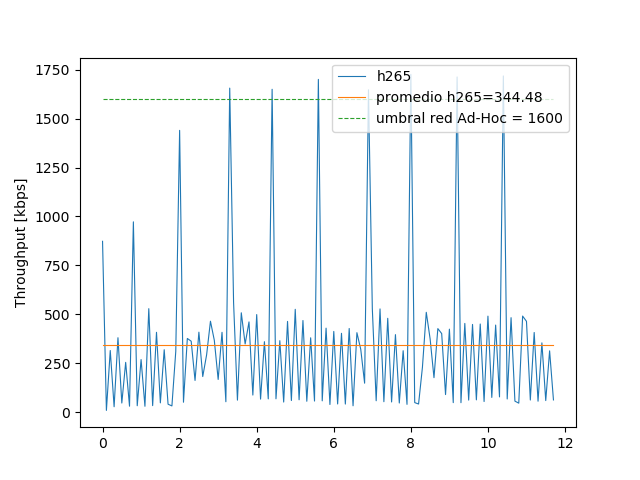 h265
promedio h265=344.48
umbral red Ad-Hoc = 1600
Throughput [kbps]
1750
1500
1250
1000
750
500
250
0
0 2 4 6 8 10 12